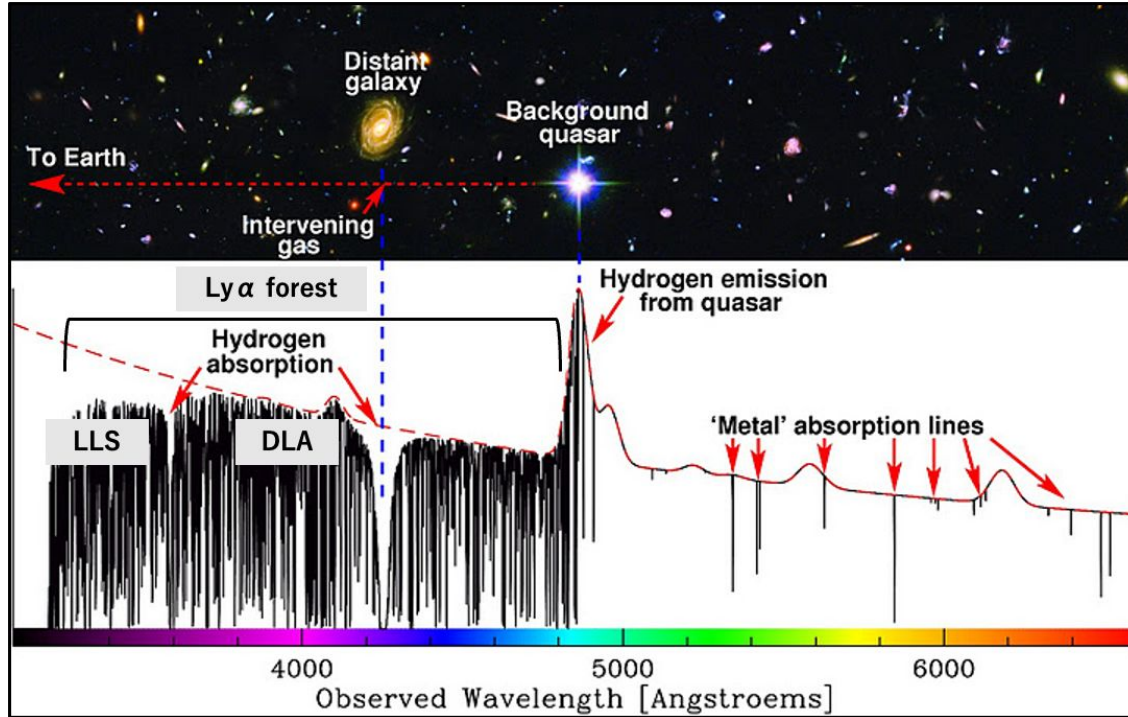 Distant
galaxy
Background
quasar
To Earth
Intervening
gas
Lyα forest
Hydrogen emission
from quasar
Hydrogen
absorption
LLS
DLA
‘Metal’ absorption lines
4000
5000
6000
Observed Wavelength [Angstroems]